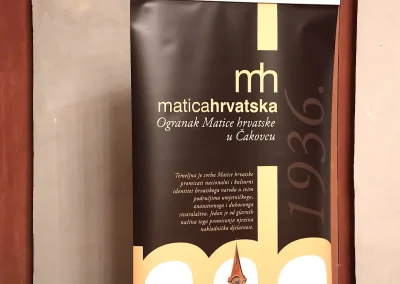 mh
maticahrvatska
Ogranak Matice hrvatske
u Čakovcu
1936.
Temeljna je svrha Matice hrvatske
promicati nacionalni i kulturni
identitet hrvatskoga naroda u svim
područjima umjetničkoga,
znanstvenoga i duhovnoga
stvaralaštva. Jedan je od glavnih
načina toga promicanja njezina
nakladnička djelatnost.
mh